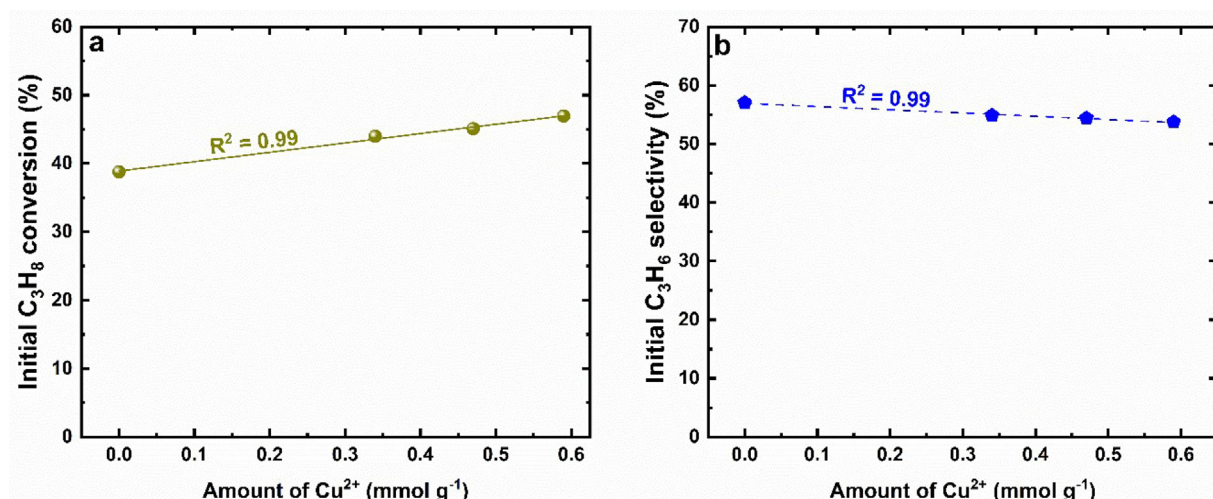 a
60
50
40
30
20
10
0
Initial C₃H₈ conversion (%)
R² = 0.99
0.0 0.1 0.2 0.3 0.4 0.5 0.6
Amount of Cu²⁺ (mmol g⁻¹)
b
70
60
50
40
30
20
10
0
Initial C₃H₆ selectivity (%)
R² = 0.99
0.0 0.1 0.2 0.3 0.4 0.5 0.6
Amount of Cu²⁺ (mmol g⁻¹)